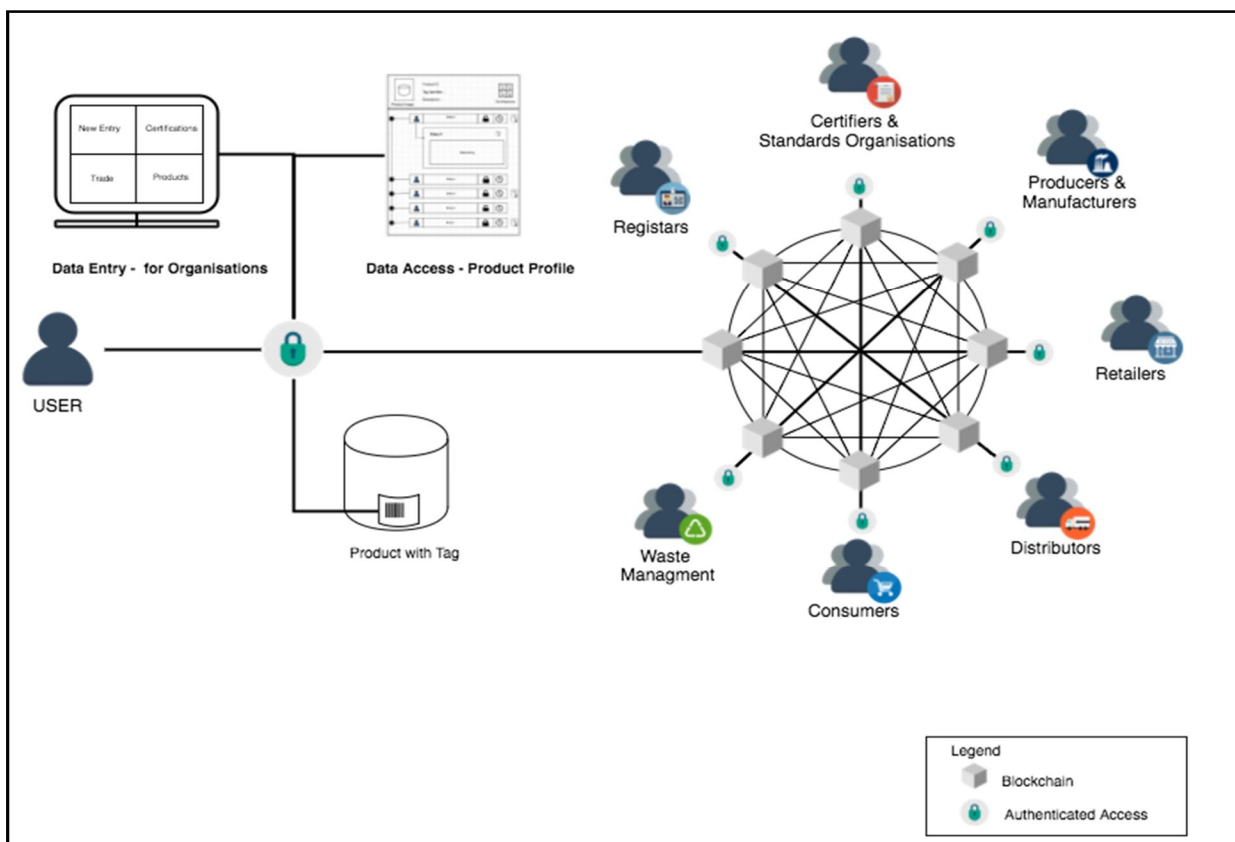 New Entry
Certifications
Trade
Products
Data Entry - for Organisations
Data Access - Product Profile
USER
Product with Tag
Certifiers &
Standards Organisations
Producers &
Manufacturers
Registars
Retailers
Distributors
Consumers
Waste
Managment
Legend
Blockchain
Authenticated Access